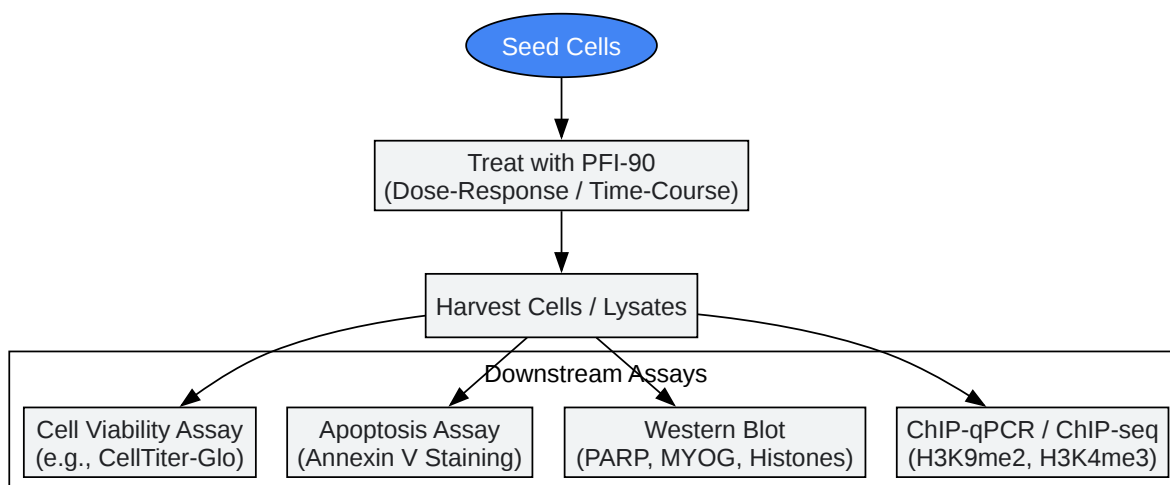 Seed Cells
Treat with PFI-90
(Dose-Response / Time-Course)
Harvest Cells / Lysates
Downstream Assays
Cell Viability Assay
(e.g., CellTiter-Glo)
Apoptosis Assay
(Annexin V Staining)
Western Blot
(PARP, MYOG, Histones)
ChIP-qPCR / ChIP-seq
(H3K9me2, H3K4me3)